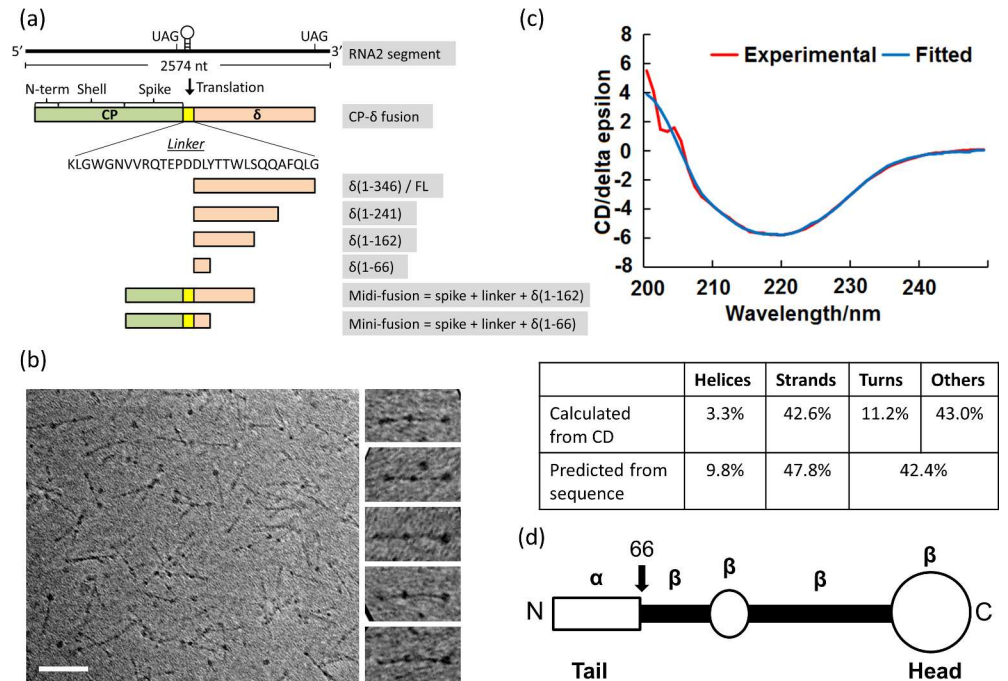 (a)
UAG UAG
5′ 3′ RNA2 segment
2574 nt
Translation
N-term Shell Spike
CP δ CP-δ fusion
Linker
KLGWGNVVRQTEPDDLYTTWLSQQAFQLG
δ(1-346) / FL
δ(1-241)
δ(1-162)
δ(1-66)
Midi-fusion = spike + linker + δ(1-162)
Mini-fusion = spike + linker + δ(1-66)
(b)
(c)
Experimental Fitted
CD/delta epsilon
8
6
4
2
0
-2
-4
-6
-8
200 210 220 230 240
Wavelength/nm
Helices Strands Turns Others
Calculated
from CD 3.3% 42.6% 11.2% 43.0%
Predicted from
sequence 9.8% 47.8% 42.4%
(d)
66
α β β β β
N C
Tail Head